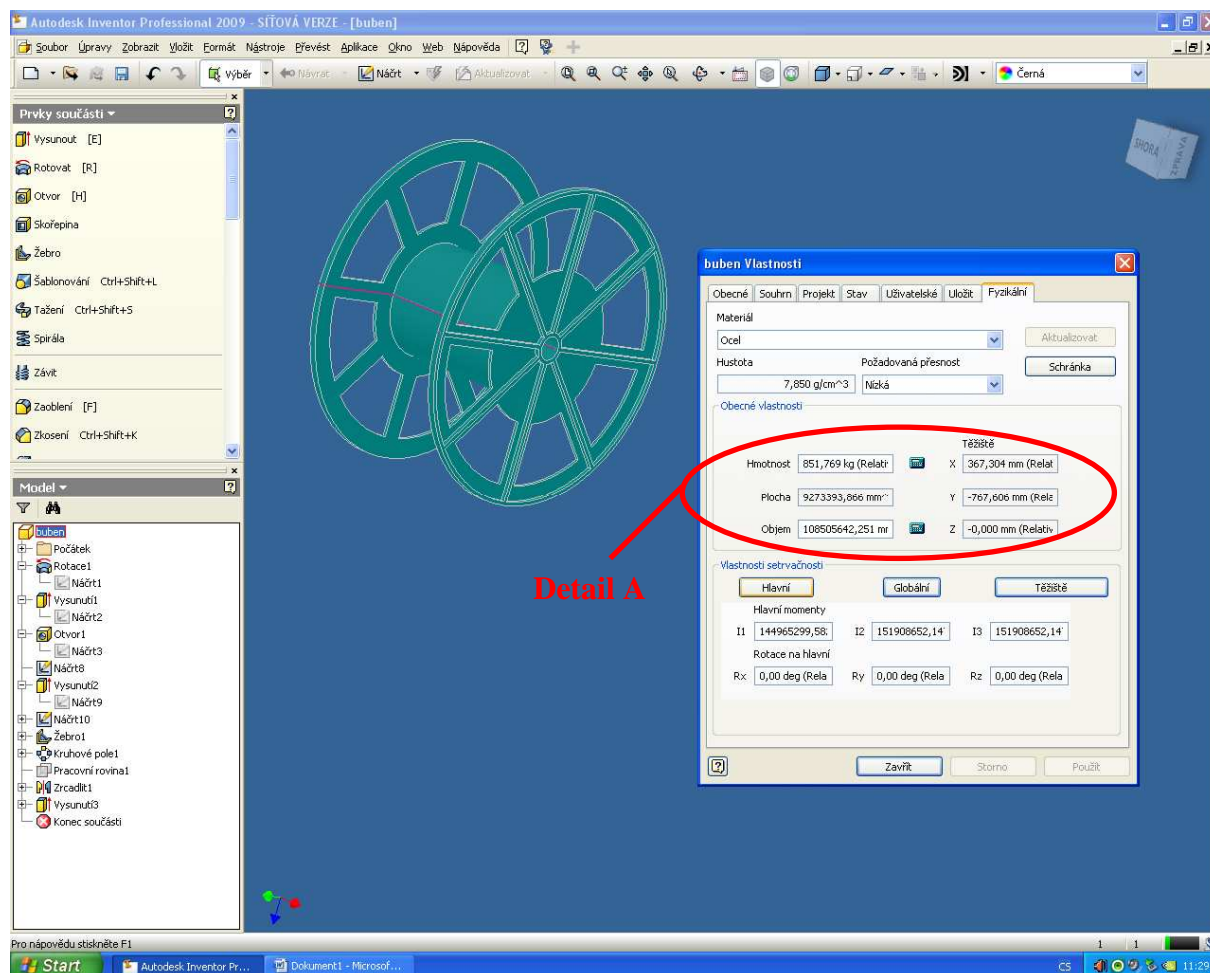 Autodesk Inventor Professional 2009 - SÍŤOVÁ VERZE - [buben]
Soubor Úpravy Zobrazit Vložit Formát Nástroje Převést Aplikace Okno Web Nápověda
Výběr Návrat Náčrt Aktualizovat Černá
Prvky součásti
Vysunout [E]
Rotovat [R]
Otvor [H]
Skořepina
Žebro
Šablonování Ctrl+Shift+L
Tažení Ctrl+Shift+S
Spirála
Závit
Zaoblení [F]
Zkosení Ctrl+Shift+K
Model
buben
Počátek
Rotace1
Náčrt1
Vysunutí1
Náčrt2
Otvor1
Náčrt3
Náčrt8
Vysunutí2
Náčrt9
Náčrt10
Žebro1
Kruhové pole1
Pracovní rovina1
Zrcadlit1
Vysunutí3
Konec součásti
SHORA
ZPRAVA
Detail A
buben Vlastnosti
Obecné Souhrn Projekt Stav Uživatelské Uložit Fyzikální
Materiál
Ocel Aktualizovat
Hustota Požadovaná přesnost Schránka
7,850 g/cm^3 Nízká
Obecné vlastnosti
Těžiště
Hmotnost 851,769 kg (Relati X 367,304 mm (Relat
Plocha 9273393,866 mm^ Y -767,606 mm (Rela
Objem 108505642,251 mr Z -0,000 mm (Relativ
Vlastnosti setrvačnosti
Hlavní Globální Těžiště
Hlavní momenty
I1 144965299,58 I2 151908652,14 I3 151908652,14
Rotace na hlavní
Rx 0,00 deg (Rela Ry 0,00 deg (Rela Rz 0,00 deg (Rela
Zavřít Storno Použít
Pro nápovědu stiskněte F1 1 1
Start Autodesk Inventor Pr... Dokument1 - Microsof... CS 11:29